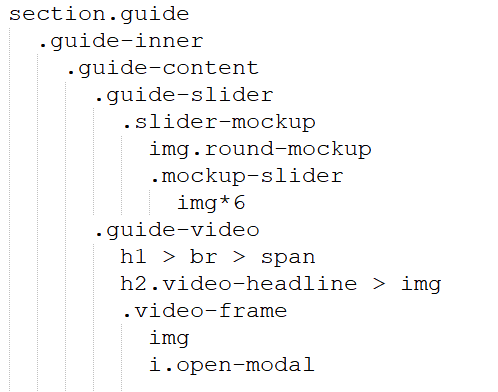 section.guide
.guide-inner
.guide-content
.guide-slider
.slider-mockup
img.round-mockup
.mockup-slider
img*6
.guide-video
h1 > br > span
h2.video-headline > img
.video-frame
img
i.open-modal